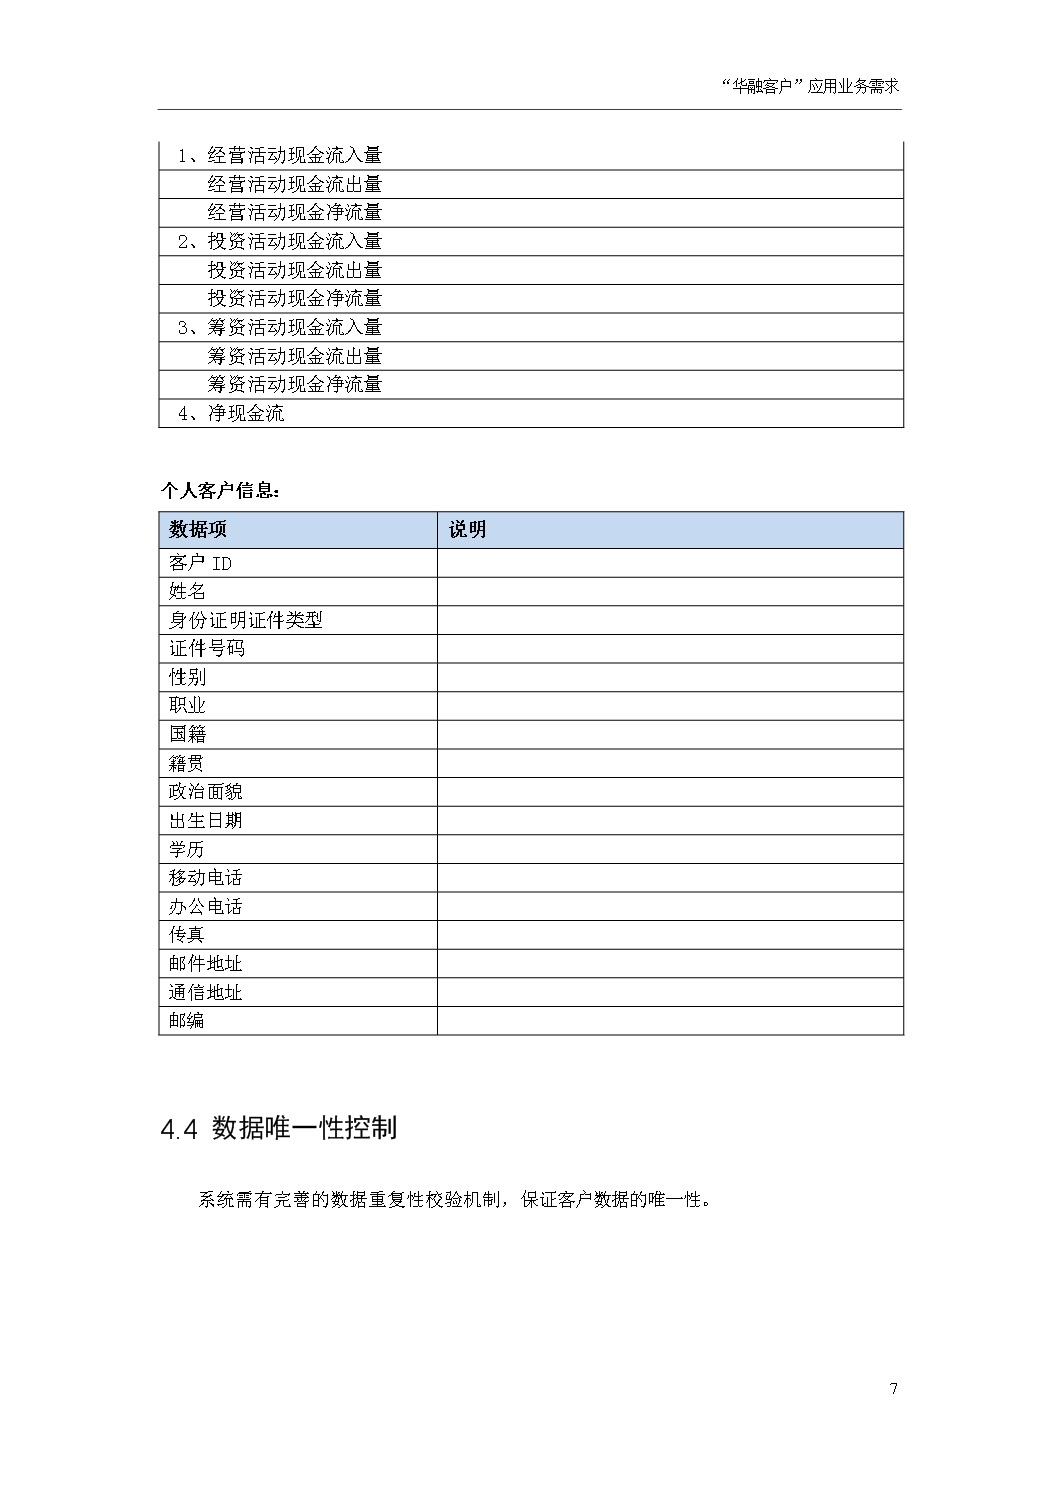 “华融客户”应用业务需求
1、经营活动现金流入量
经营活动现金流出量
经营活动现金净流量
2、投资活动现金流入量
投资活动现金流出量
投资活动现金净流量
3、筹资活动现金流入量
筹资活动现金流出量
筹资活动现金净流量
4、净现金流
个人客户信息：
数据项 说明
客户 ID
姓名
身份证明证件类型
证件号码
性别
职业
国籍
籍贯
政治面貌
出生日期
学历
移动电话
办公电话
传真
邮件地址
通信地址
邮编
4.4 数据唯一性控制
系统需有完善的数据重复性校验机制，保证客户数据的唯一性。
7